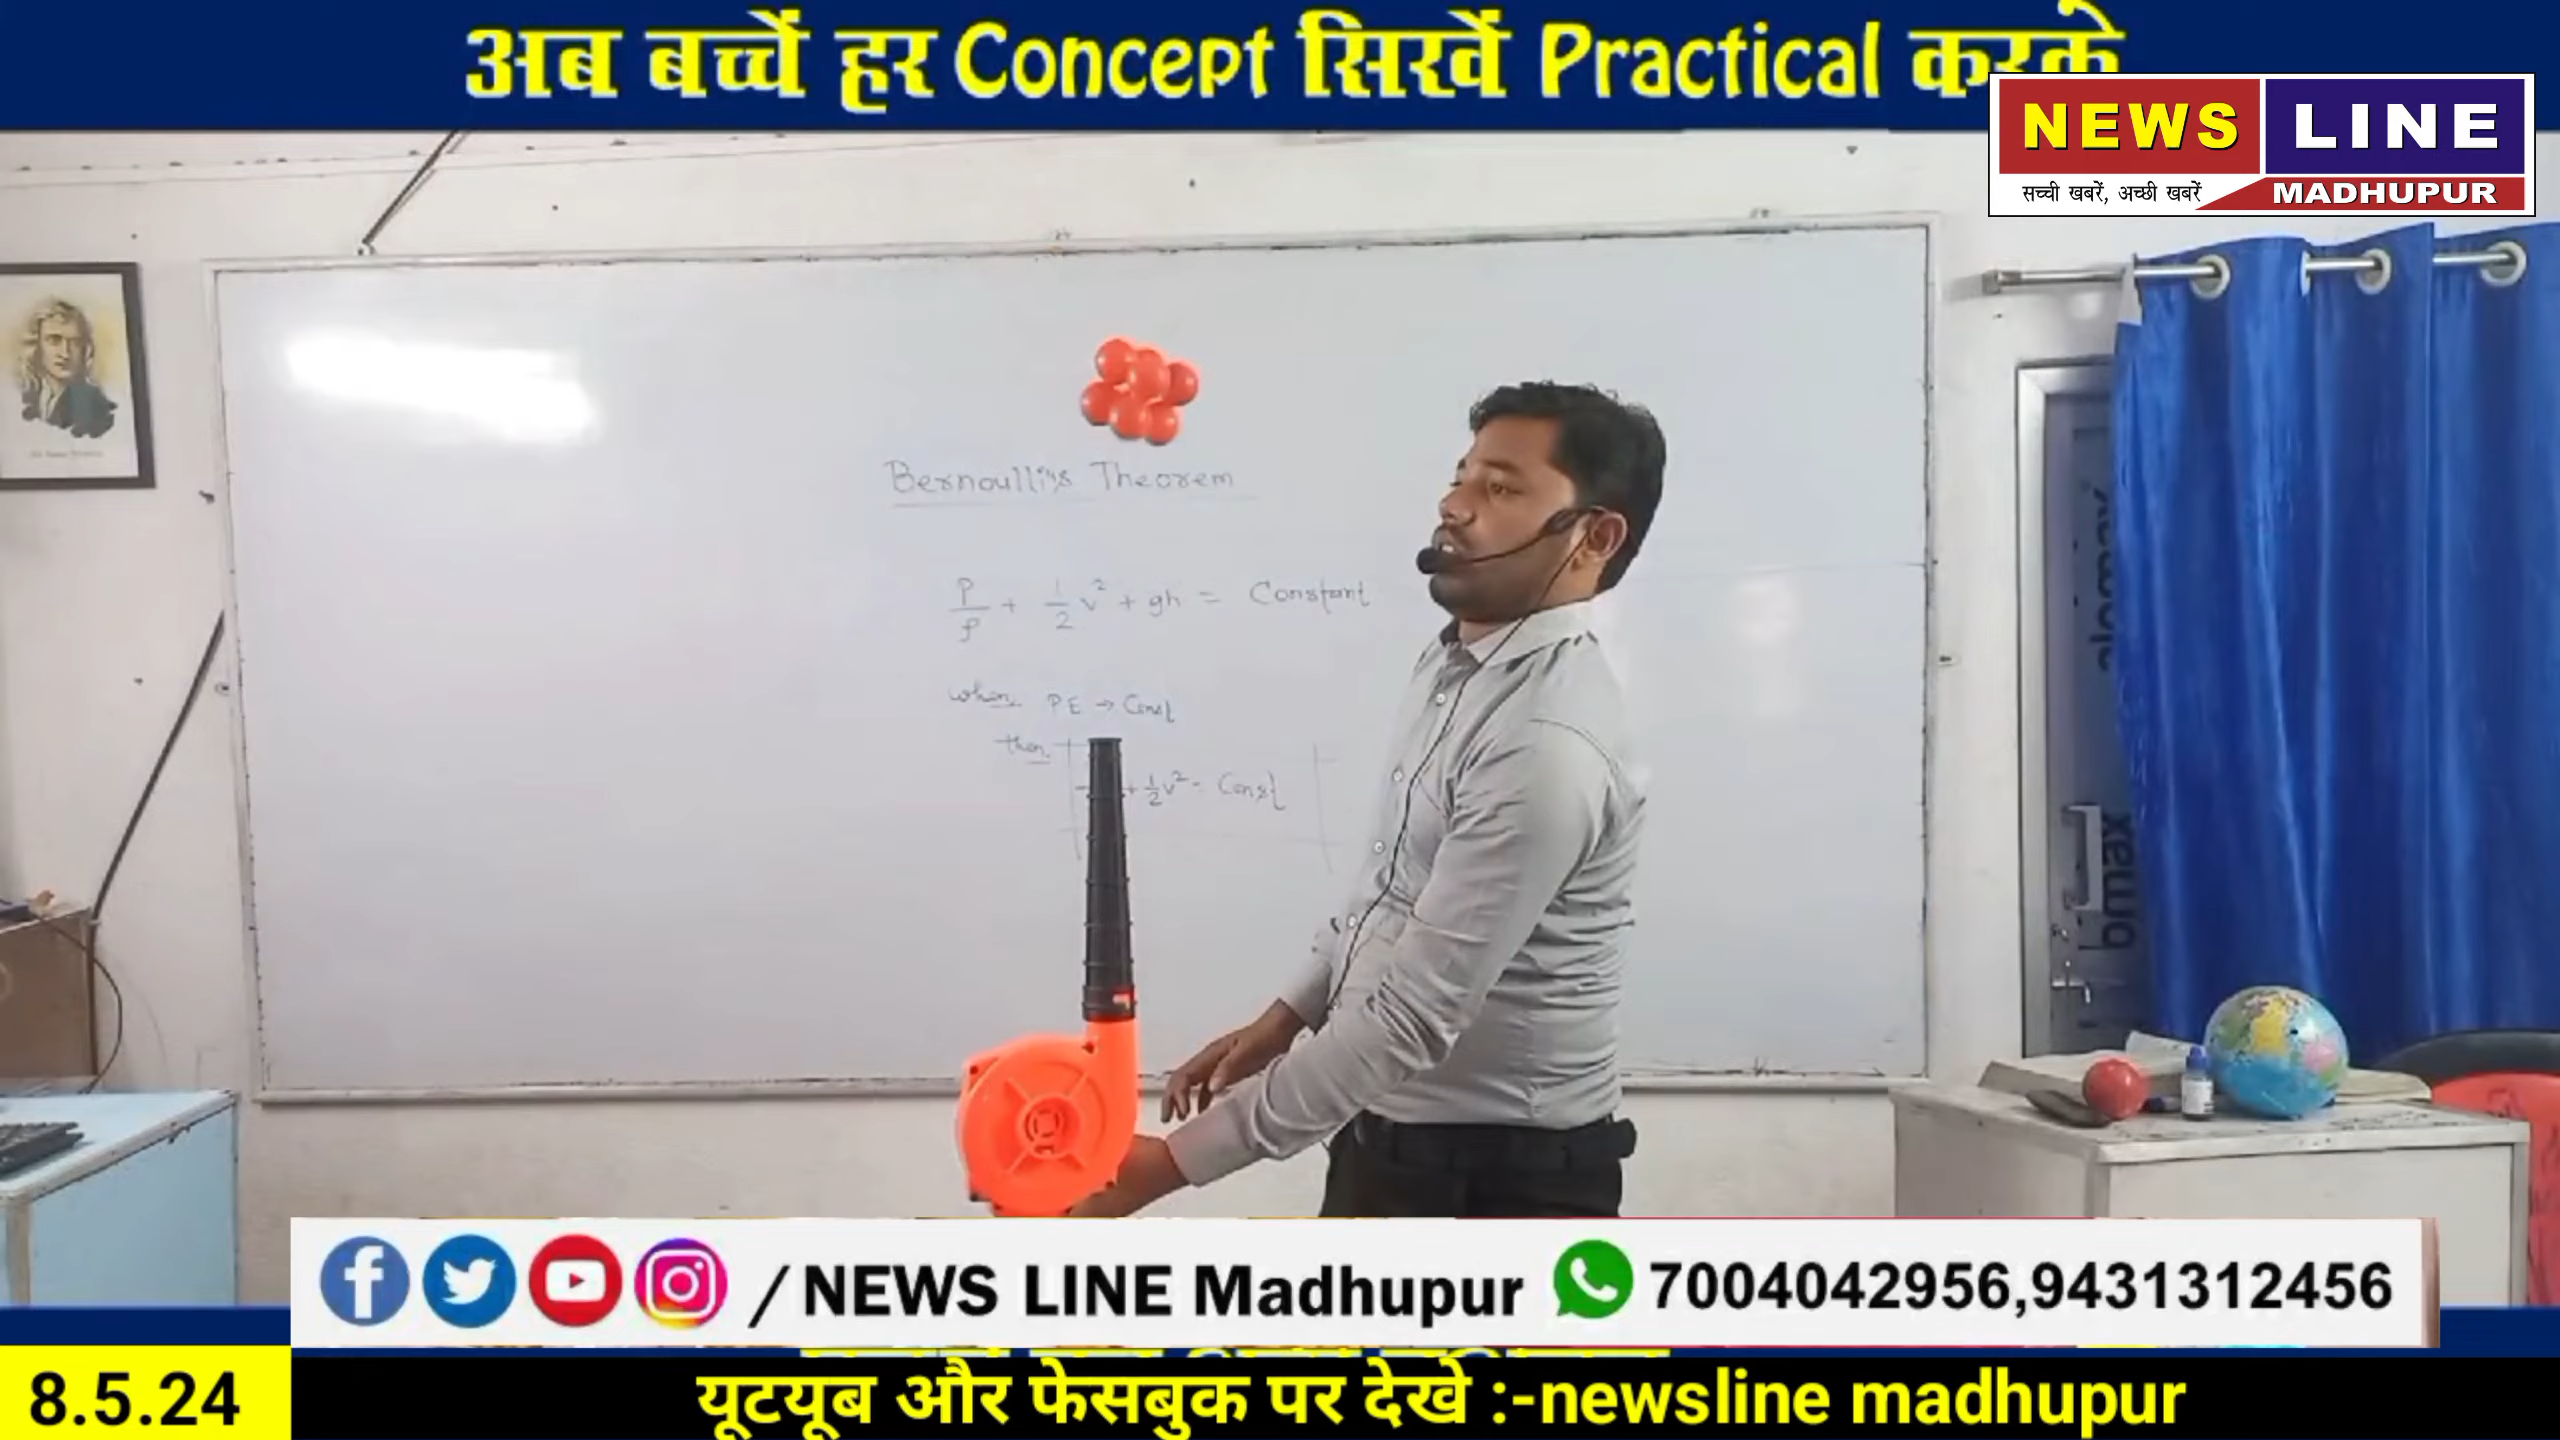 अब बच्चें हर Concept सिखें Practical करके
NEWS LINE
सच्ची खबरें, अच्छी खबरें MADHUPUR
Bernoulli's Theorem
P/ρ + 1/2 v² + gh = Constant
when PE → Const
then
+ 1/2 v² = Const
bmax
/NEWS LINE Madhupur 7004042956,9431312456
8.5.24
यूटयूब और फेसबुक पर देखे :-newsline madhupur